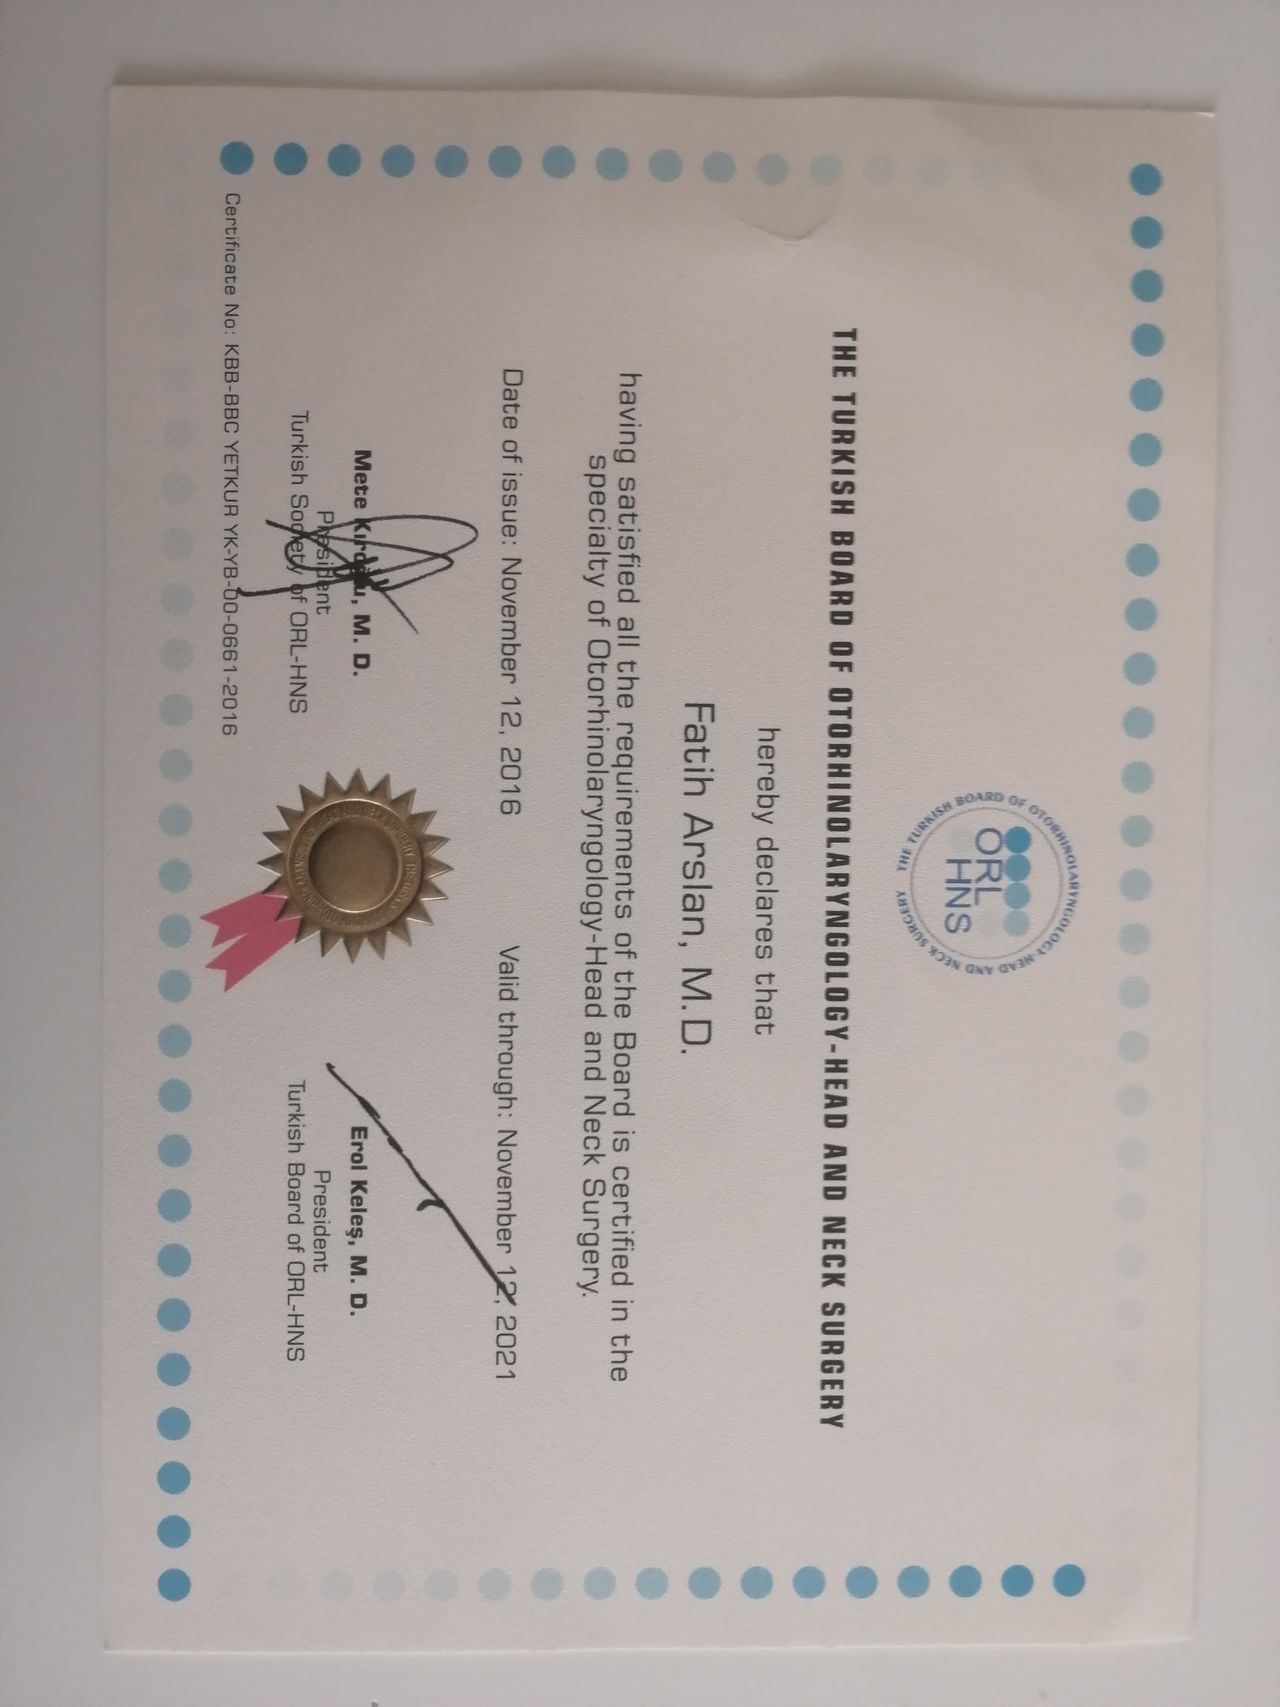 THE TURKISH BOARD OF OTORHINOLARYNGOLOGY-HEAD AND NECK SURGERY
ORL
HNS
THE TURKISH BOARD OF OTORHINOLARYNGOLOGY-HEAD AND NECK SURGERY
hereby declares that
Fatih Arslan, M.D.
having satisfied all the requirements of the Board is certified in the
specialty of Otorhinolaryngology-Head and Neck Surgery.
Date of issue: November 12, 2016 Valid through: November 12, 2021
Mete M. D.
President
Turkish Society of ORL-HNS
Erol Keleş, M. D.
President
Turkish Board of ORL-HNS
Certificate No: KBB-BBC YETKUR YK-YB-00-0661-2016